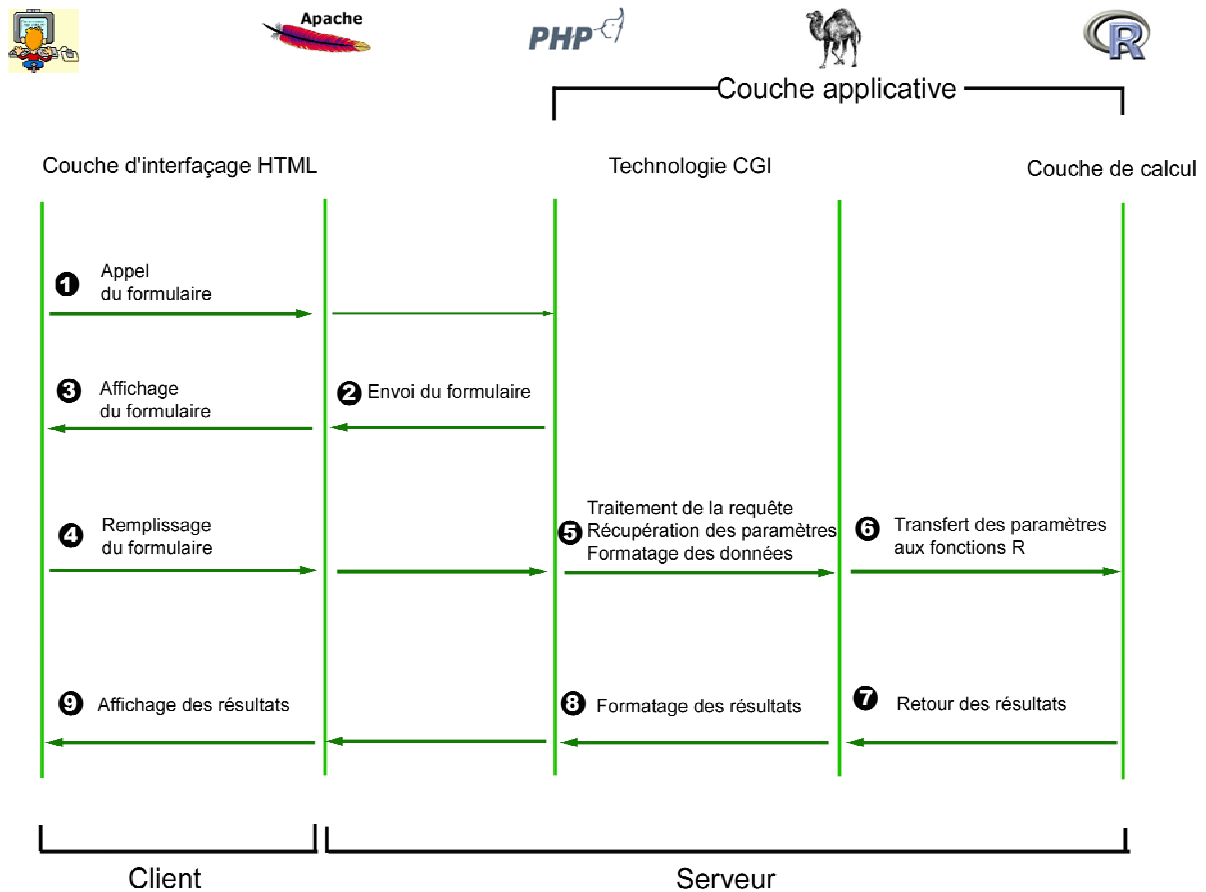 Apache
PHP
R
Couche applicative
Couche d'interfaçage HTML
Technologie CGI
Couche de calcul
1 Appel
du formulaire
3 Affichage
du formulaire
2 Envoi du formulaire
4 Remplissage
du formulaire
5 Traitement de la requête
Récupération des paramètres
Formatage des données
6 Transfert des paramètres
aux fonctions R
9 Affichage des résultats
8 Formatage des résultats
7 Retour des résultats
Client
Serveur